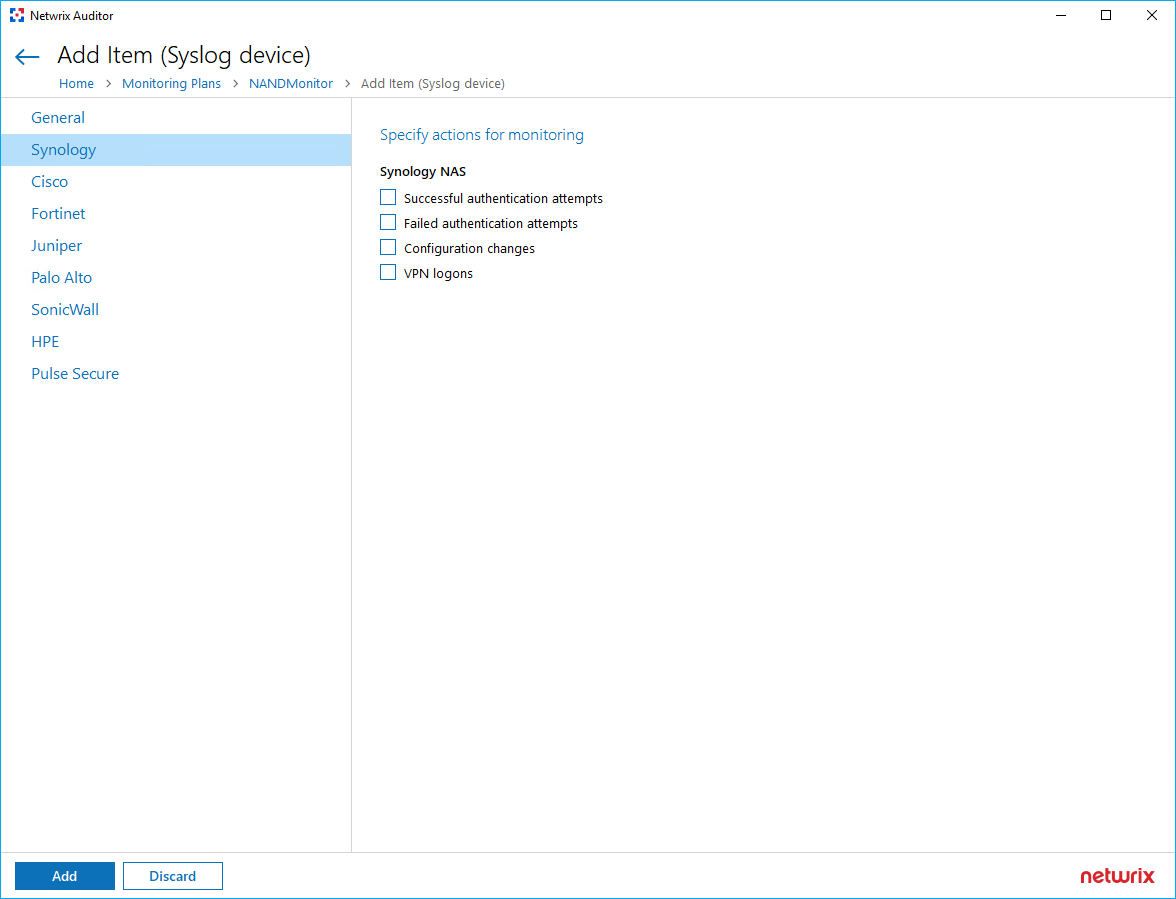 Netwrix Auditor
Add Item (Syslog device)
Home > Monitoring Plans > NANDMonitor > Add Item (Syslog device)
General
Synology
Cisco
Fortinet
Juniper
Palo Alto
SonicWall
HPE
Pulse Secure
Specify actions for monitoring
Synology NAS
Successful authentication attempts
Failed authentication attempts
Configuration changes
VPN logons
Add
Discard
netwrix